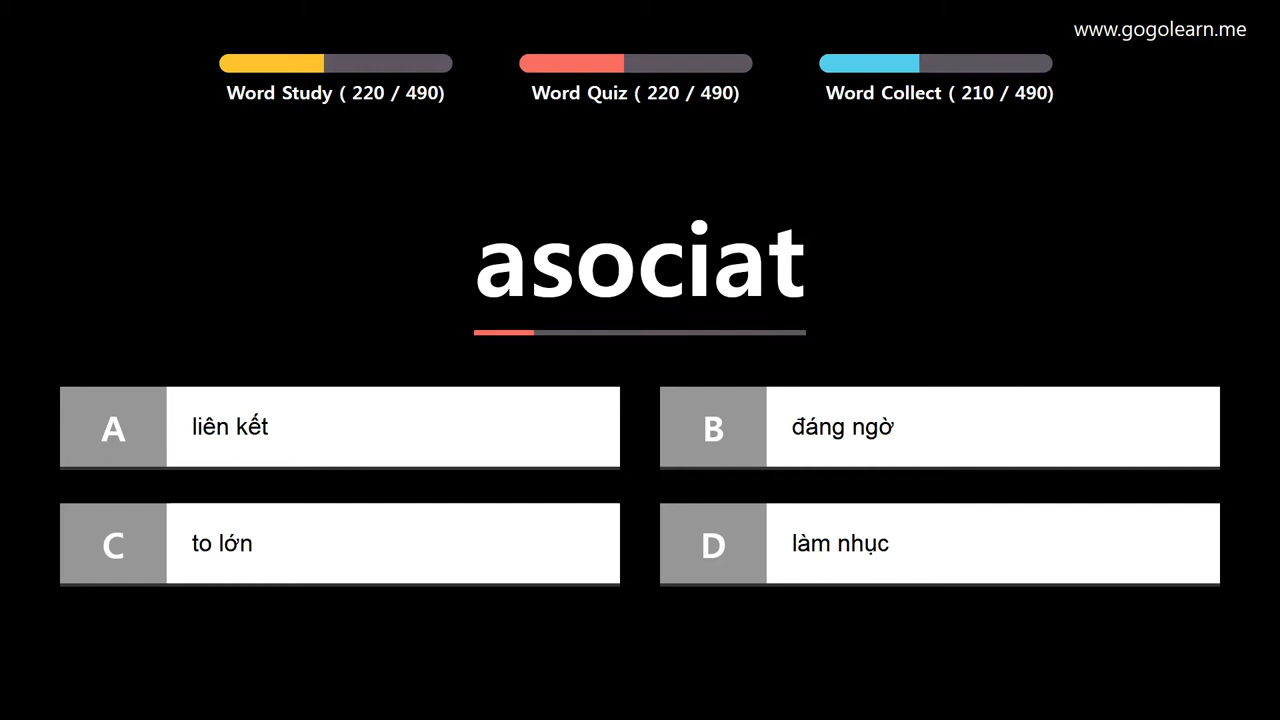 www.gogolearn.me
Word Study ( 220 / 490)
Word Quiz ( 220 / 490)
Word Collect ( 210 / 490)
asociat
A
liên kết
B
đáng ngờ
C
to lớn
D
làm nhục